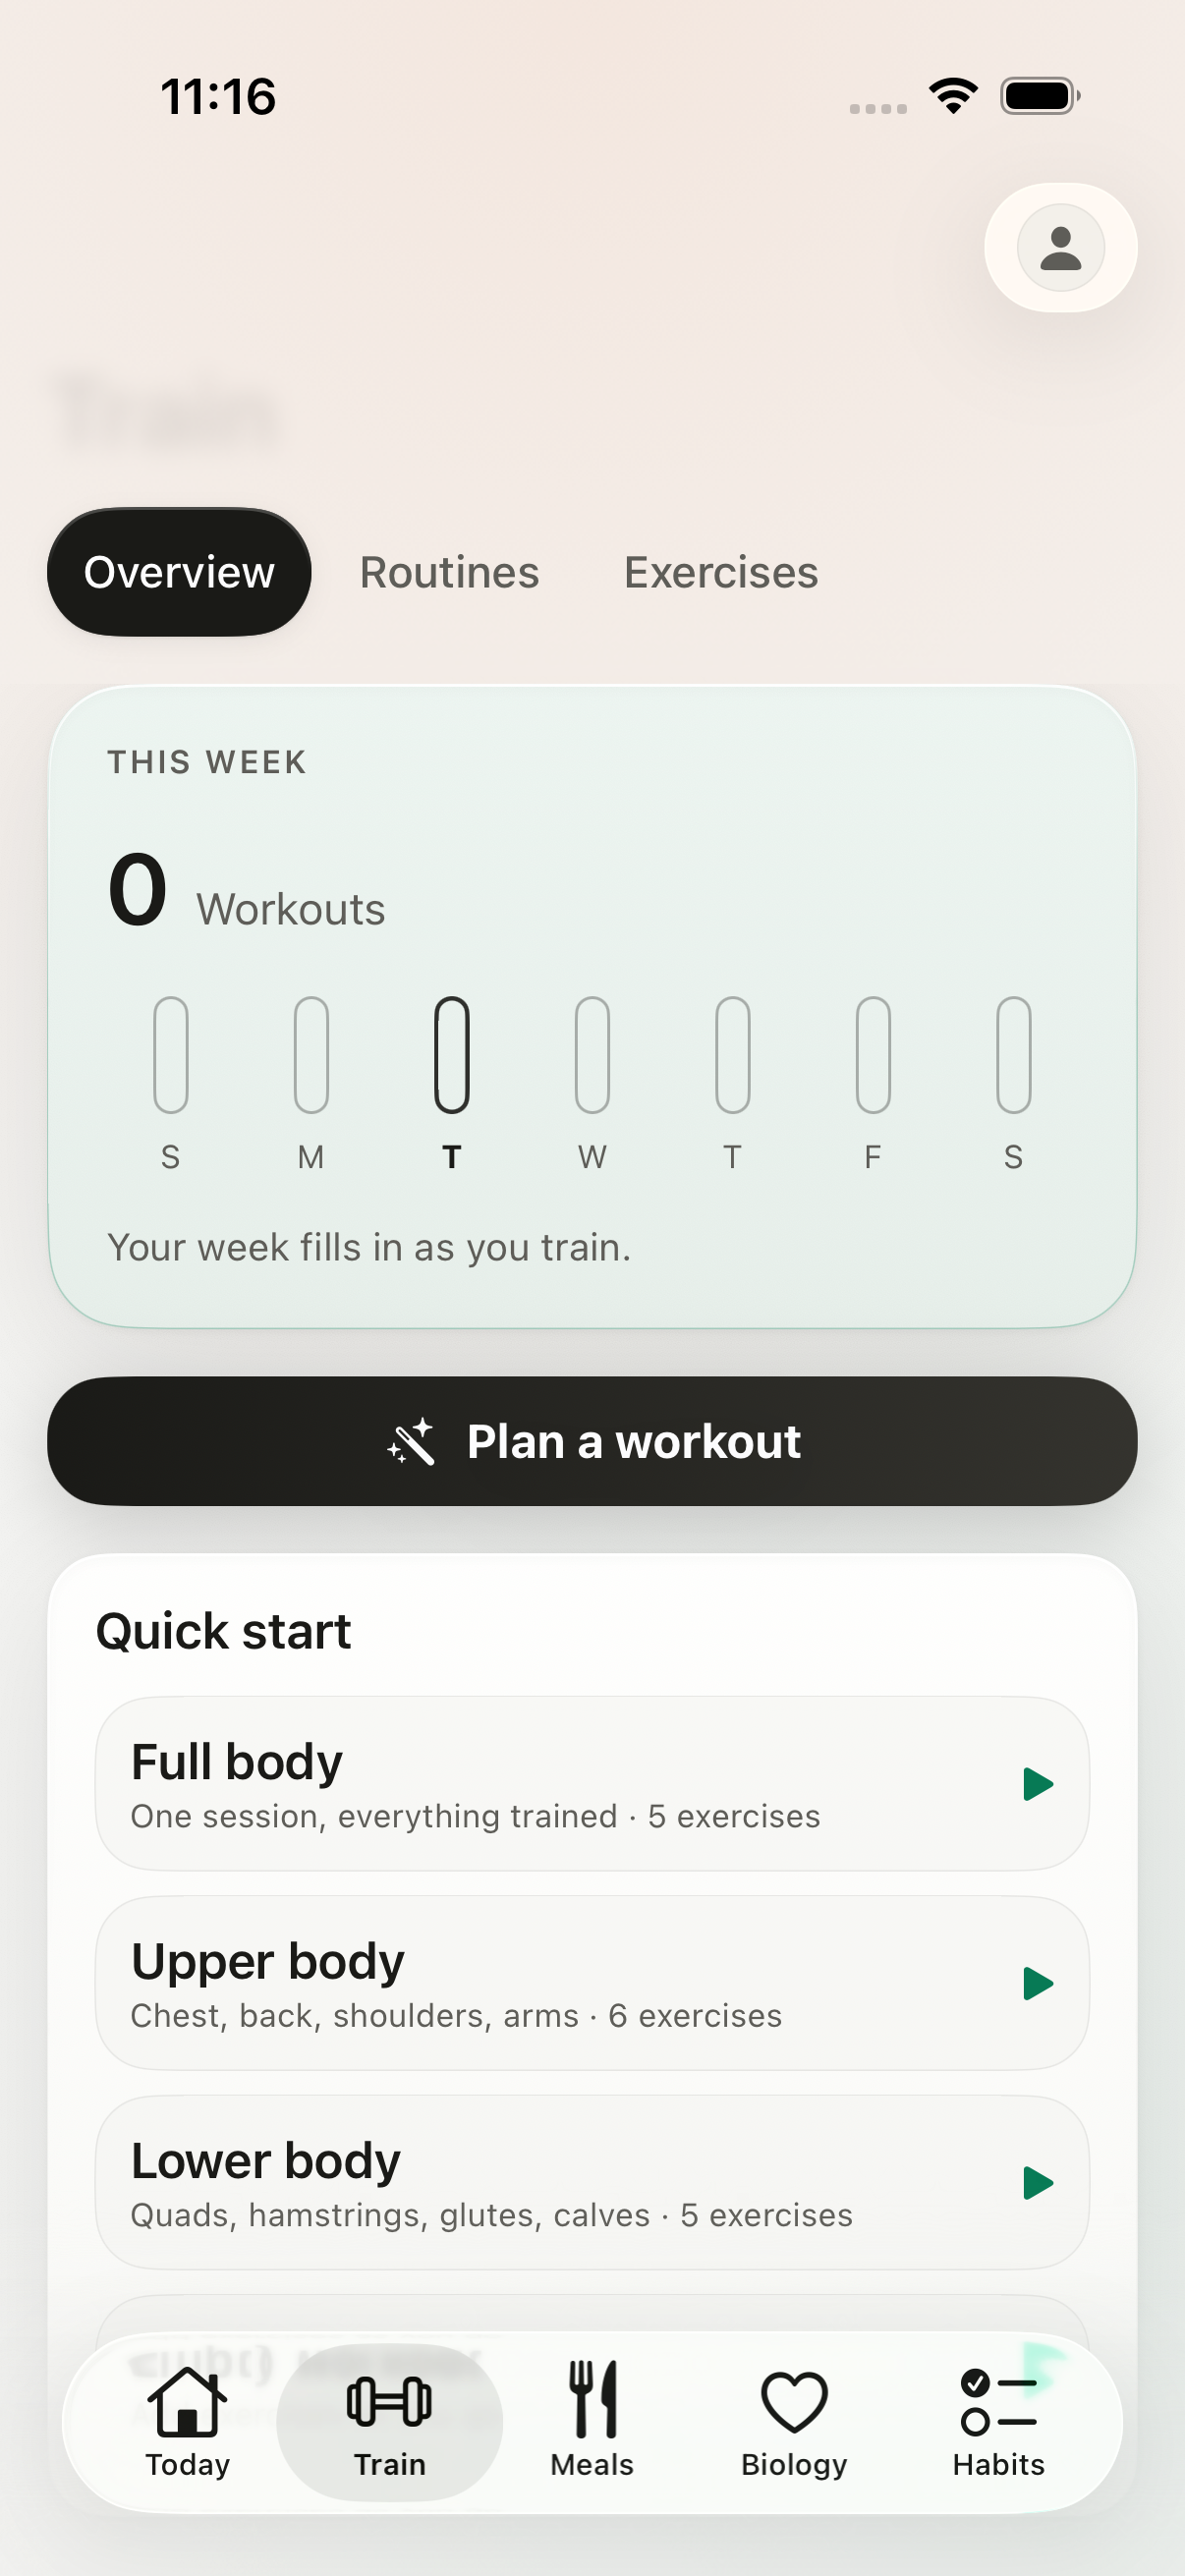 11:16
Train
Overview
Routines
Exercises
THIS WEEK
0 Workouts
S M T W T F S
Your week fills in as you train.
Plan a workout
Quick start
Full body
One session, everything trained · 5 exercises
Upper body
Chest, back, shoulders, arms · 6 exercises
Lower body
Quads, hamstrings, glutes, calves · 5 exercises
Today
Train
Meals
Biology
Habits